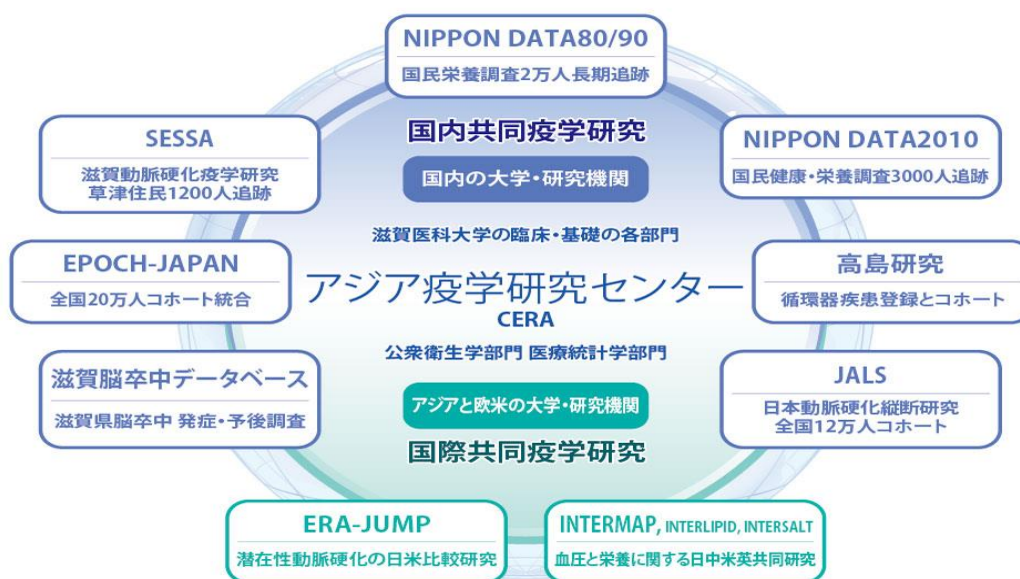 NIPPON DATA80/90
国民栄養調査2万人長期追跡
国内共同疫学研究
国内の大学・研究機関
SESSA
滋賀動脈硬化疫学研究
草津住民1200人追跡
NIPPON DATA2010
国民健康・栄養調査3000人追跡
滋賀医科大学の臨床・基礎の各部門
EPOCH-JAPAN
全国20万人コホート統合
アジア疫学研究センター
CERA
高島研究
循環器疾患登録とコホート
公衆衛生学部門 医療統計学部門
滋賀脳卒中データベース
滋賀県脳卒中 発症・予後調査
アジアと欧米の大学・研究機関
国際共同疫学研究
JALS
日本動脈硬化縦断研究
全国12万人コホート
ERA-JUMP
潜在性動脈硬化の日米比較研究
INTERMAP, INTERLIPID, INTERSALT
血圧と栄養に関する日中米英共同研究